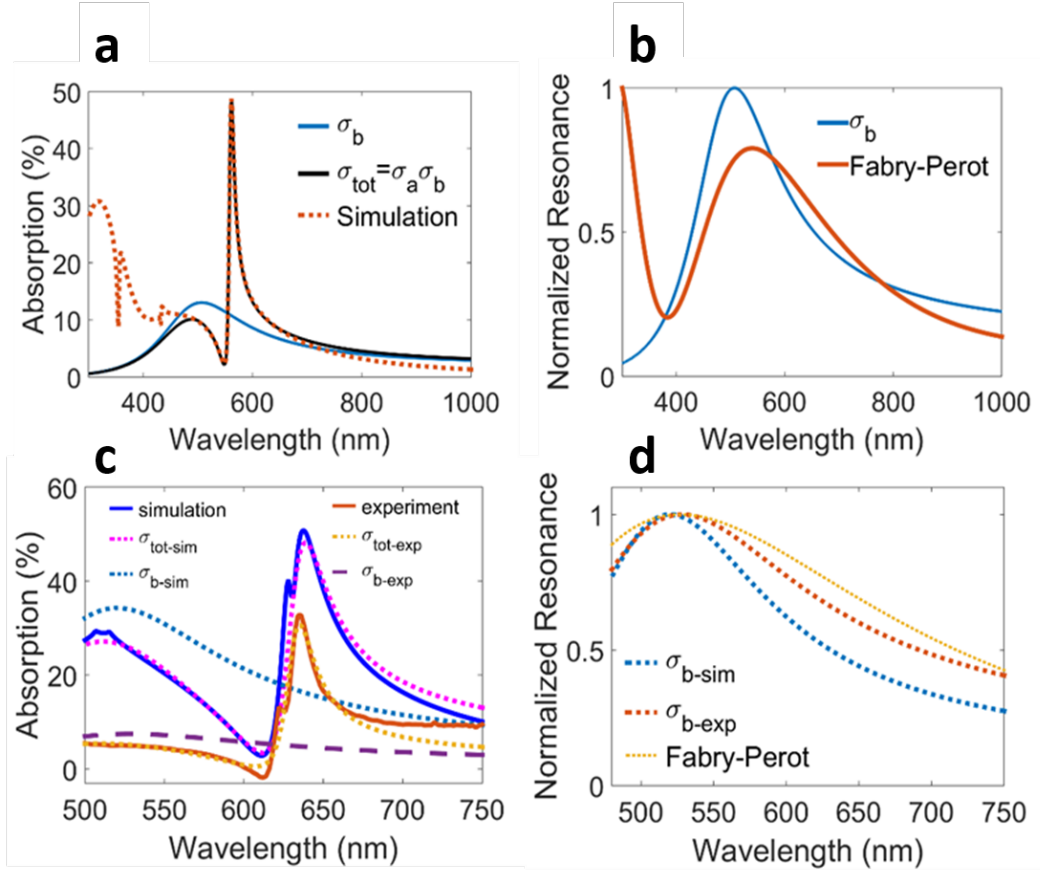 a
50
40
30
20
10
0
400
600
800
1000
Absorption (%)
Wavelength (nm)
σb
σtot=σaσb
Simulation
b
1
0.5
0
400
600
800
1000
Normalized Resonance
Wavelength (nm)
σb
Fabry-Perot
c
60
40
20
0
500
550
600
650
700
750
Absorption (%)
Wavelength (nm)
simulation
σtot-sim
σb-sim
experiment
σtot-exp
σb-exp
d
1
0.5
0
500
550
600
650
700
750
Normalized Resonance
Wavelength (nm)
σb-sim
σb-exp
Fabry-Perot